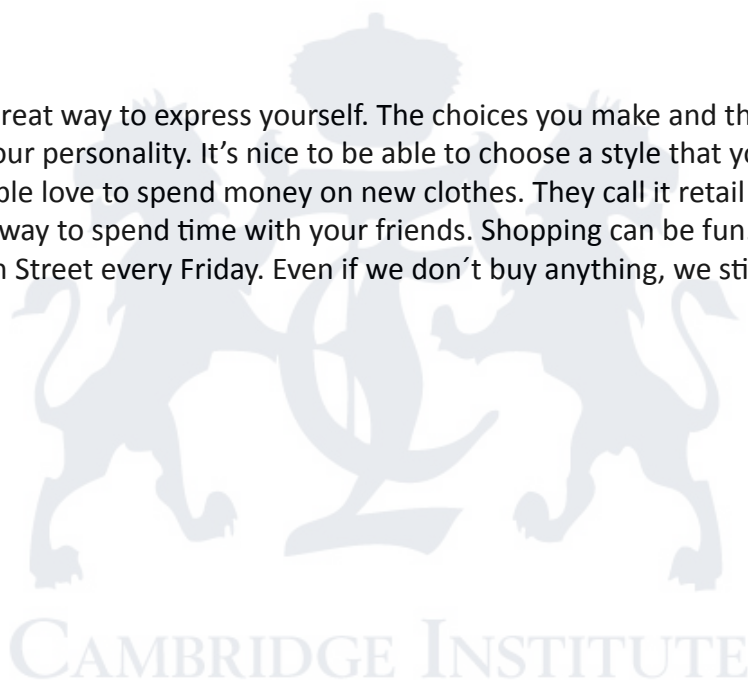 reat way to express yourself. The choices you make and th
our personality. It's nice to be able to choose a style that yo
ple love to spend money on new clothes. They call it retail
way to spend time with your friends. Shopping can be fun.
n Street every Friday. Even if we don´t buy anything, we sti
CAMBRIDGE INSTITUTE